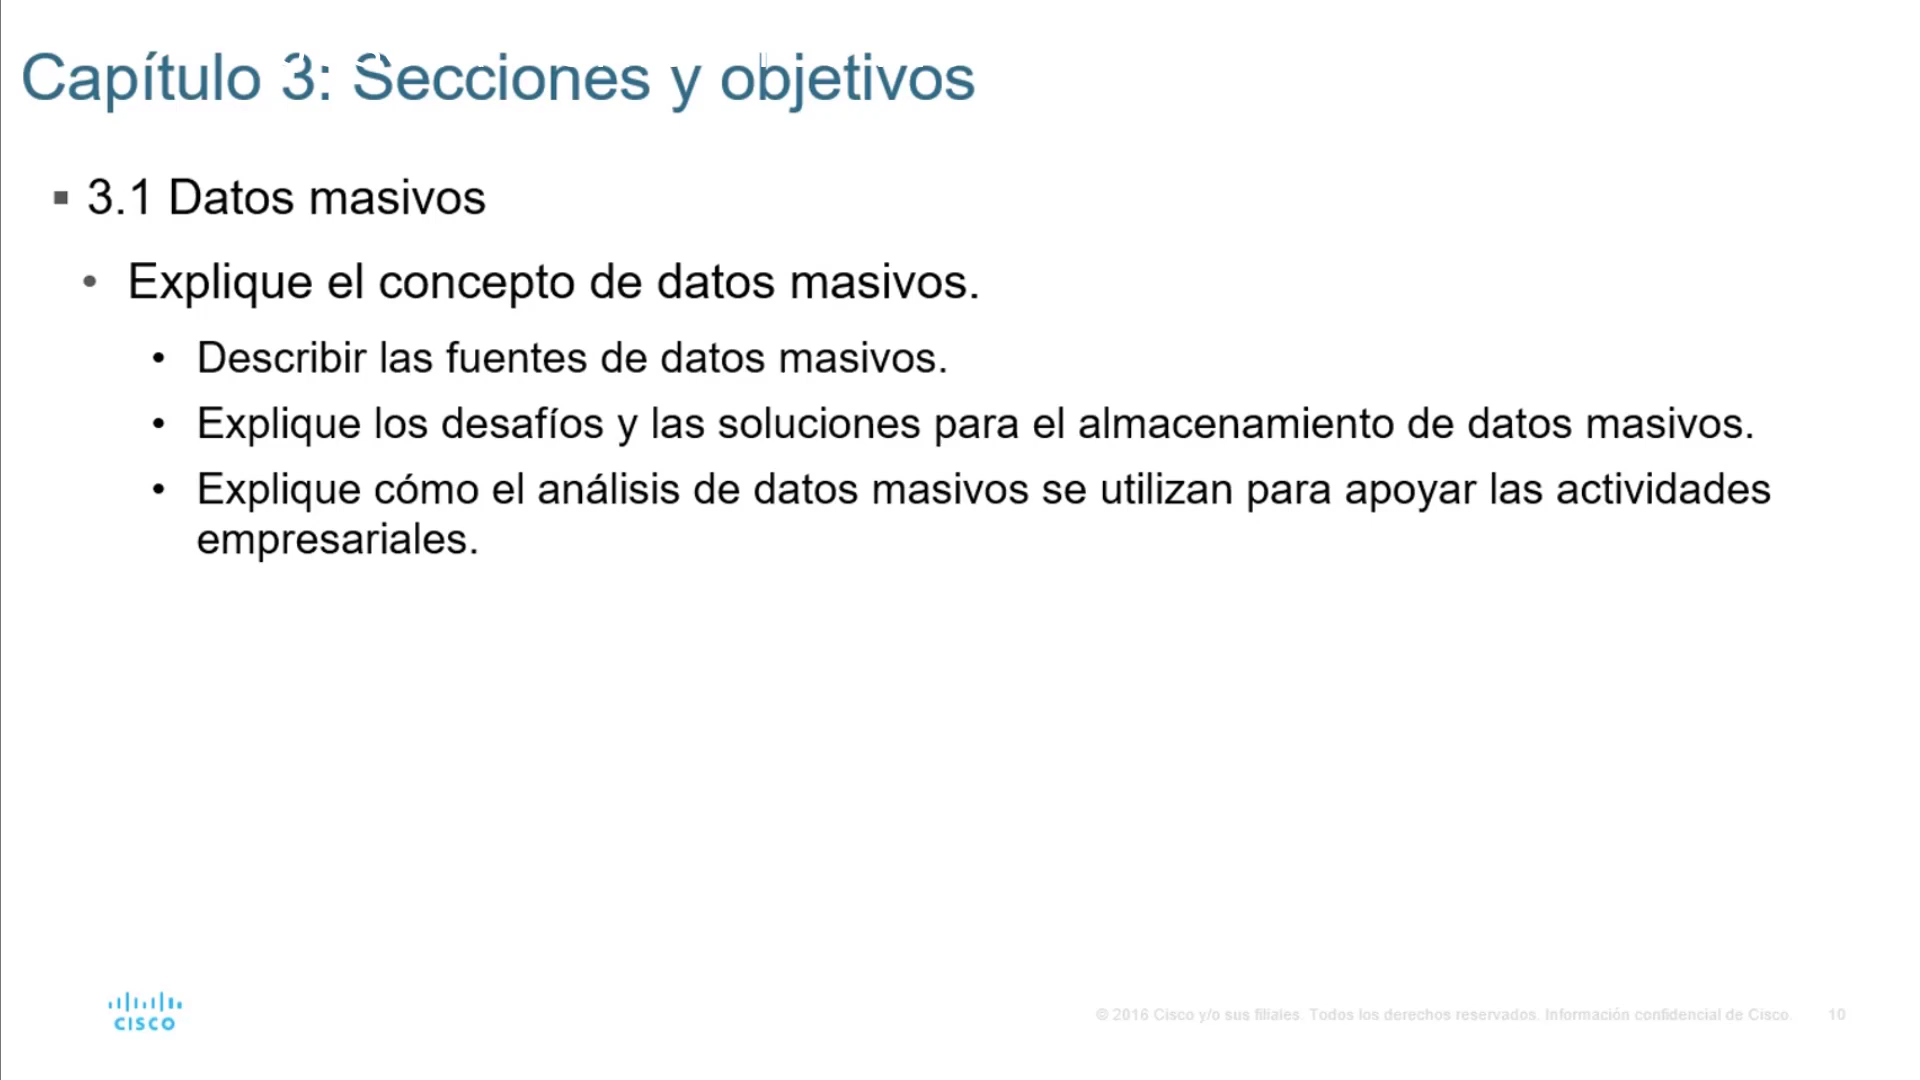 Capítulo 3: Secciones y objetivos
▪ 3.1 Datos masivos
• Explique el concepto de datos masivos.
• Describir las fuentes de datos masivos.
• Explique los desafíos y las soluciones para el almacenamiento de datos masivos.
• Explique cómo el análisis de datos masivos se utilizan para apoyar las actividades
empresariales.
CISCO
© 2016 Cisco y/o sus filiales. Todos los derechos reservados. Información confidencial de Cisco. 10